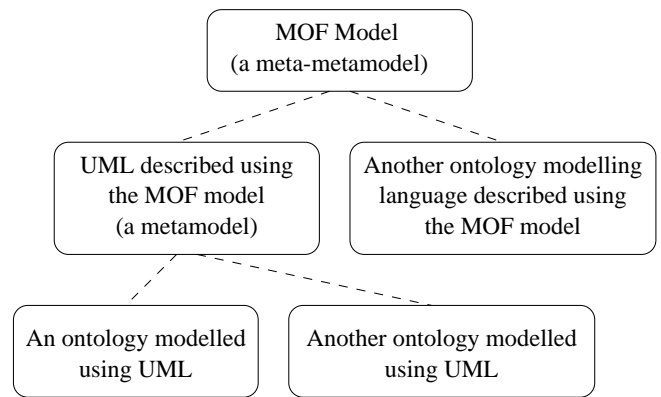 MOF Model
(a meta-metamodel)
UML described using
the MOF model
(a metamodel)
Another ontology modelling
language described using
the MOF model
An ontology modelled
using UML
Another ontology modelled
using UML